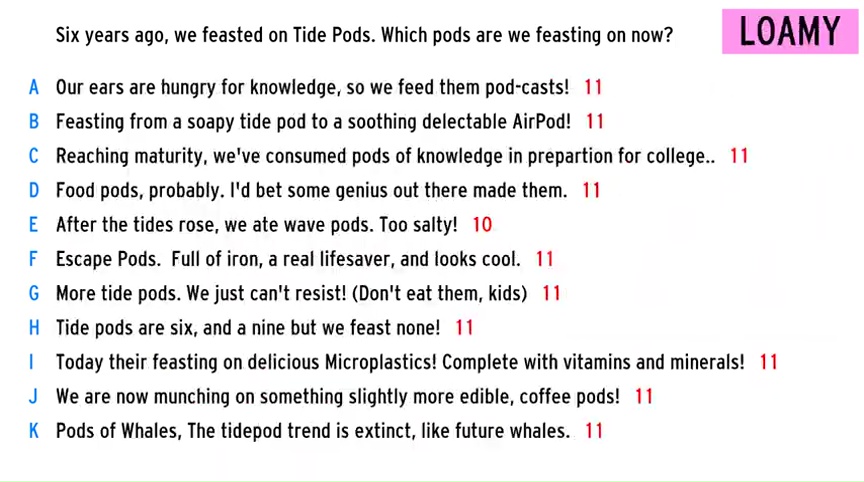 Six years ago, we feasted on Tide Pods. Which pods are we feasting on now?
LOAMY
A Our ears are hungry for knowledge, so we feed them pod-casts! 11
B Feasting from a soapy tide pod to a soothing delectable AirPod! 11
C Reaching maturity, we've consumed pods of knowledge in prepartion for college.. 11
D Food pods, probably. I'd bet some genius out there made them. 11
E After the tides rose, we ate wave pods. Too salty! 10
F Escape Pods. Full of iron, a real lifesaver, and looks cool. 11
G More tide pods. We just can't resist! (Don't eat them, kids) 11
H Tide pods are six, and a nine but we feast none! 11
I Today their feasting on delicious Microplastics! Complete with vitamins and minerals! 11
J We are now munching on something slightly more edible, coffee pods! 11
K Pods of Whales, The tidepod trend is extinct, like future whales. 11